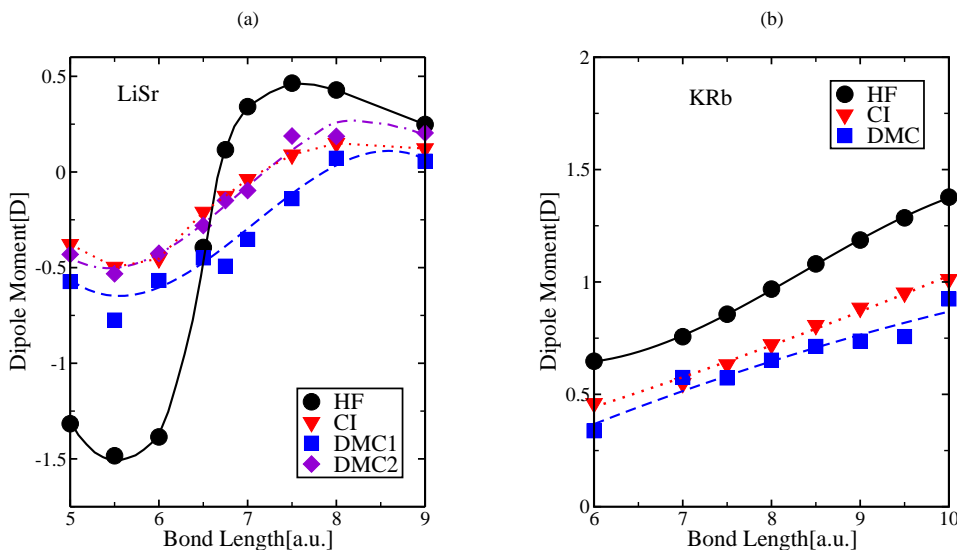 (a)
(b)
LiSr
KRb
Dipole Moment[D]
0.5
0
-0.5
-1
-1.5
5
6
7
8
9
Bond Length[a.u.]
HF
CI
DMC1
DMC2
Dipole Moment[D]
2
1.5
1
0.5
0
6
7
8
9
10
Bond Length[a.u.]
HF
CI
DMC